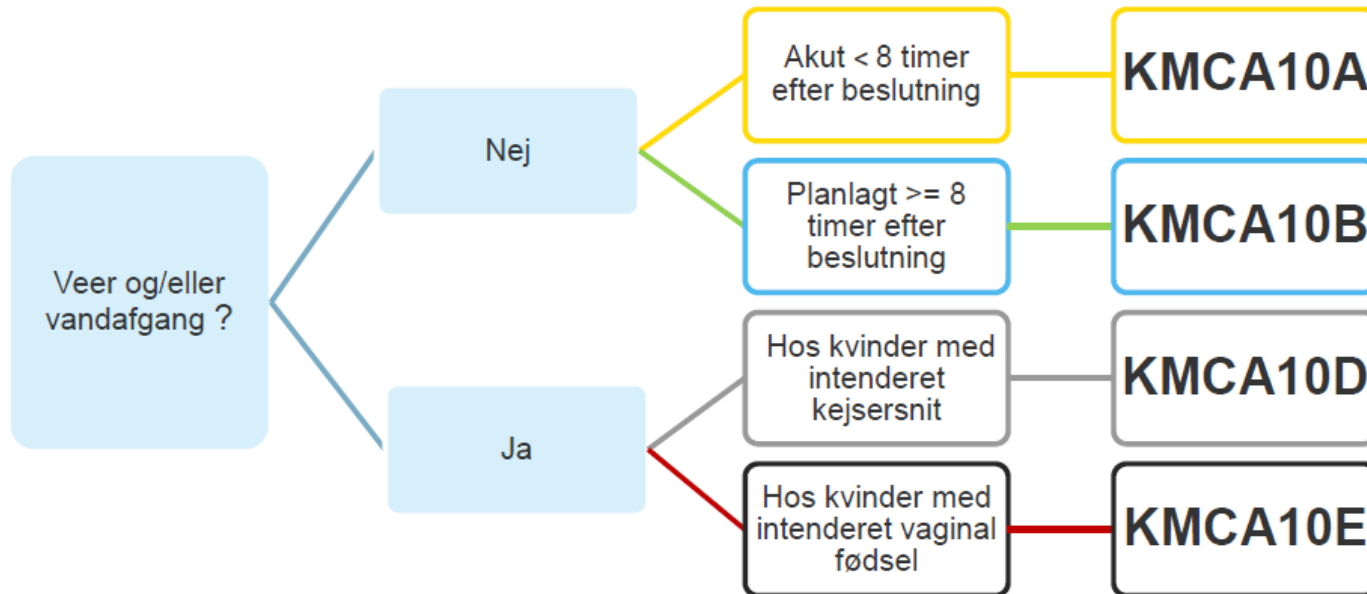 Veer og/eller
vandafgang ?
Nej
Akut < 8 timer
efter beslutning
KMCA10A
Planlagt >= 8
timer efter
beslutning
KMCA10B
Ja
Hos kvinder med
intenderet
kejsersnit
KMCA10D
Hos kvinder med
intenderet vaginal
fødsel
KMCA10E